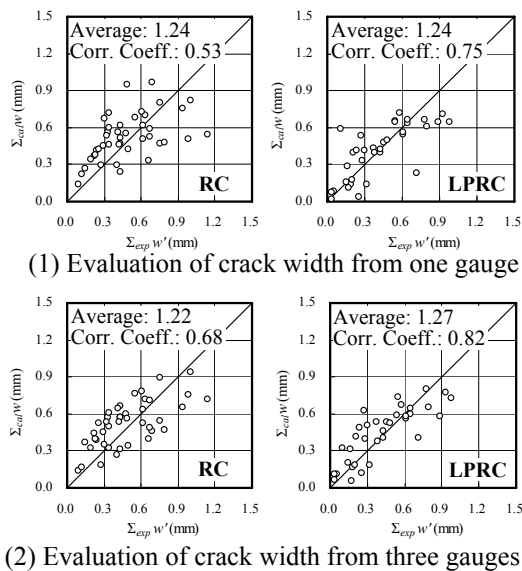 1.5
Average: 1.24
Corr. Coeff.: 0.53
1.2
0.9
0.6
0.3
0.0
Σcal w (mm)
RC
0.0 0.3 0.6 0.9 1.2 1.5
Σexp w' (mm)
1.5
Average: 1.24
Corr. Coeff.: 0.75
1.2
0.9
0.6
0.3
0.0
Σcal w (mm)
LPRC
0.0 0.3 0.6 0.9 1.2 1.5
Σexp w' (mm)
(1) Evaluation of crack width from one gauge
1.5
Average: 1.22
Corr. Coeff.: 0.68
1.2
0.9
0.6
0.3
0.0
Σcal w (mm)
RC
0.0 0.3 0.6 0.9 1.2 1.5
Σexp w' (mm)
1.5
Average: 1.27
Corr. Coeff.: 0.82
1.2
0.9
0.6
0.3
0.0
Σcal w (mm)
LPRC
0.0 0.3 0.6 0.9 1.2 1.5
Σexp w' (mm)
(2) Evaluation of crack width from three gauges